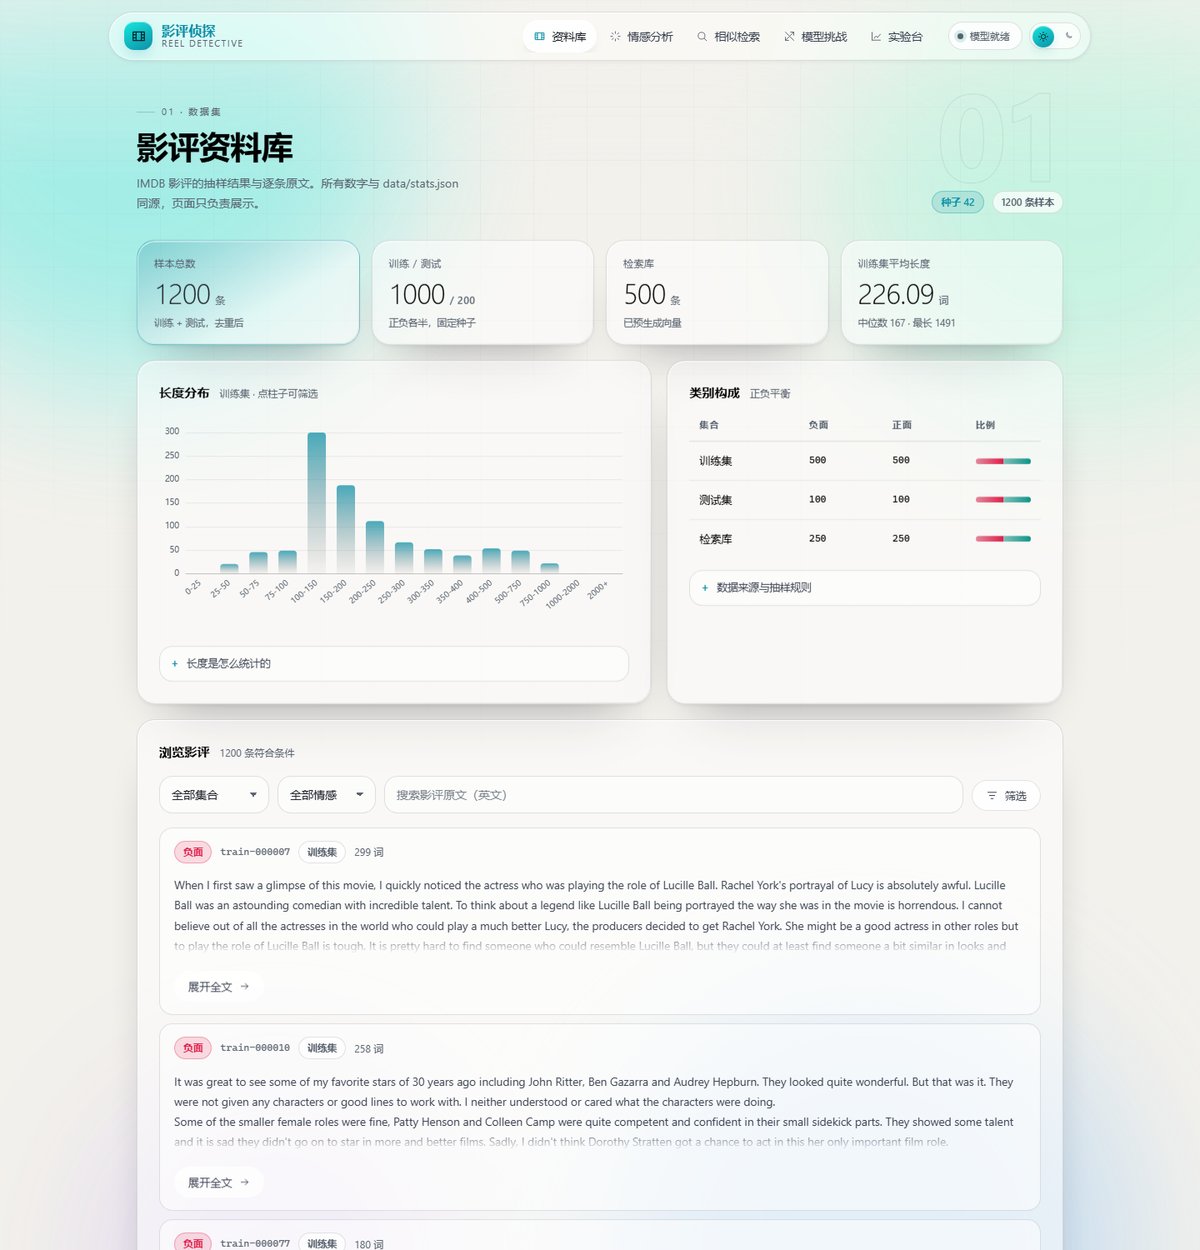 影评侦探
REEL DETECTIVE
资料库
情感分析
相似检索
模型挑战
实验台
模型就绪
01 · 数据集
影评资料库
IMDB 影评的抽样结果与逐条原文。所有数字与 data/stats.json
同源，页面只负责展示。
01
种子 42
1200 条样本
样本总数
1200 条
训练 + 测试，去重后
训练 / 测试
1000 / 200
正负各半，固定种子
检索库
500 条
已预生成向量
训练集平均长度
226.09 词
中位数 167 · 最长 1491
长度分布 训练集 · 点柱子可筛选
300
250
200
150
100
50
0
0-25
25-50
50-75
75-100
100-150
150-200
200-250
250-300
300-350
350-400
400-500
500-750
750-1000
1000-2000
2000+
+ 长度是怎么统计的
类别构成 正负平衡
集合 负面 正面 比例
训练集 500 500
测试集 100 100
检索库 250 250
+ 数据来源与抽样规则
浏览影评 1200 条符合条件
全部集合
全部情感
搜索影评原文（英文）
筛选
负面 train-000007 训练集 299 词
When I first saw a glimpse of this movie, I quickly noticed the actress who was playing the role of Lucille Ball. Rachel York's portrayal of Lucy is absolutely awful. Lucille
Ball was an astounding comedian with incredible talent. To think about a legend like Lucille Ball being portrayed the way she was in the movie is horrendous. I cannot
believe out of all the actresses in the world who could play a much better Lucy, the producers decided to get Rachel York. She might be a good actress in other roles but
to play the role of Lucille Ball is tough. It is pretty hard to find someone who could resemble Lucille Ball, but they could at least find someone a bit similar in looks and
展开全文 →
负面 train-000010 训练集 258 词
It was great to see some of my favorite stars of 30 years ago including John Ritter, Ben Gazarra and Audrey Hepburn. They looked quite wonderful. But that was it. They
were not given any characters or good lines to work with. I neither understood or cared what the characters were doing.
Some of the smaller female roles were fine, Patty Henson and Colleen Camp were quite competent and confident in their small sidekick parts. They showed some talent
and it is sad they didn't go on to star in more and better films. Sadly, I didn't think Dorothy Stratten got a chance to act in this her only important film role.
展开全文 →
负面 train-000077 训练集 180 词